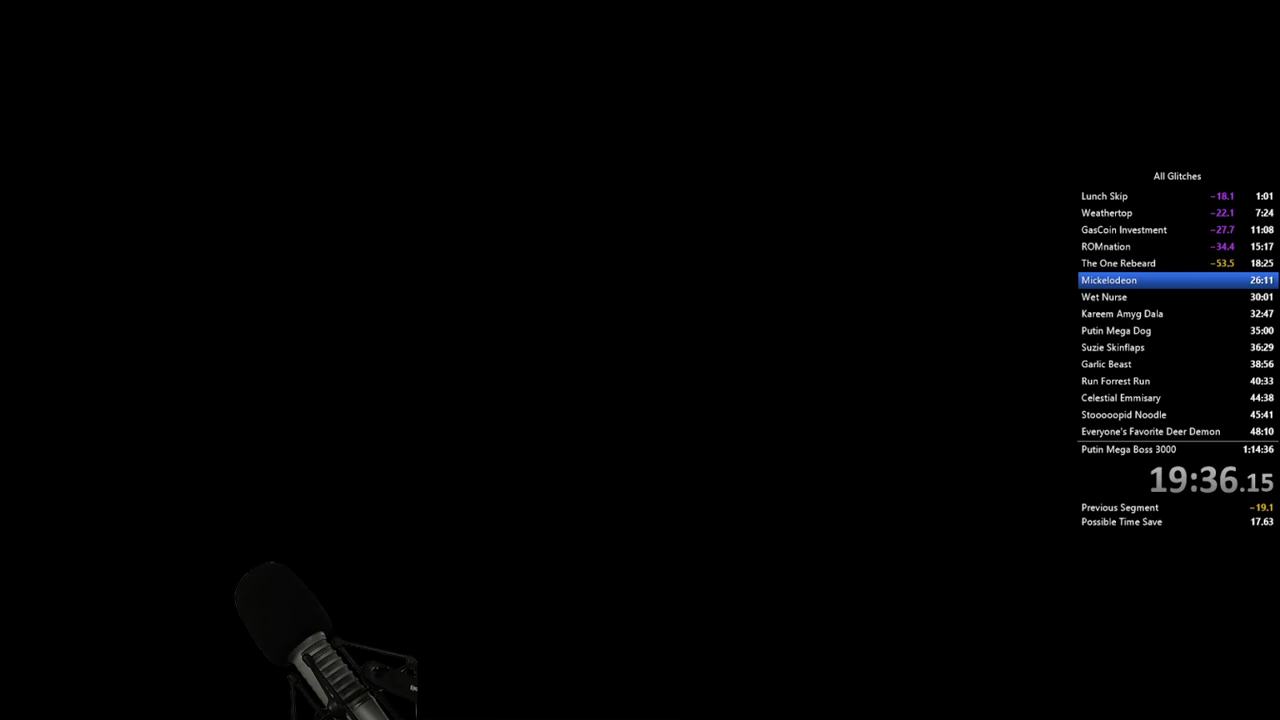 All Glitches
Lunch Skip −18.1 1:01
Weathertop −22.1 7:24
GasCoin Investment −27.7 11:08
ROMnation −34.4 15:17
The One Rebeard −53.5 18:25
Mickelodeon 26:11
Wet Nurse 30:01
Kareem Amyg Dala 32:47
Putin Mega Dog 35:00
Suzie Skinflaps 36:29
Garlic Beast 38:56
Run Forrest Run 40:33
Celestial Emmisary 44:38
Stooooopid Noodle 45:41
Everyone's Favorite Deer Demon 48:10
Putin Mega Boss 3000 1:14:36
19:36.15
Previous Segment −19.1
Possible Time Save 17.63